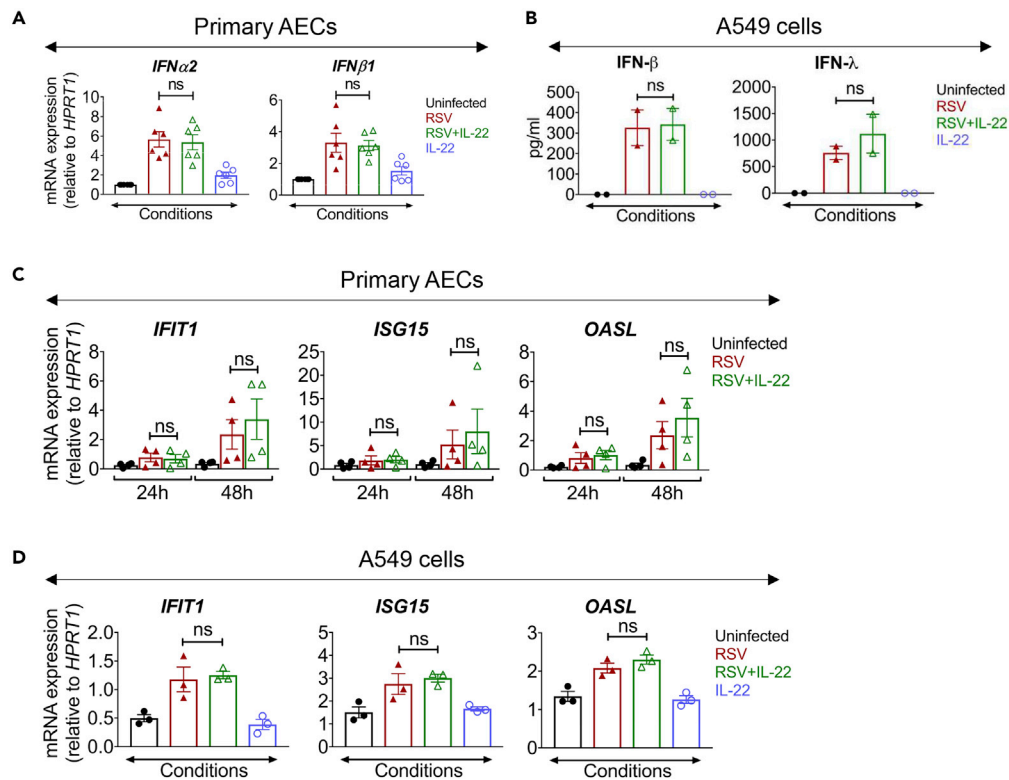 A
Primary AECs
IFNα2
IFNβ1
mRNA expression
(relative to HPRT1)
10
8
6
4
2
0
ns
Conditions
6
4
2
0
ns
Conditions
Uninfected
RSV
RSV+IL-22
IL-22
B
A549 cells
IFN-β
IFN-λ
pg/ml
500
400
300
200
100
0
ns
Conditions
2000
1500
1000
500
0
ns
Conditions
Uninfected
RSV
RSV+IL-22
IL-22
C
Primary AECs
IFIT1
ISG15
OASL
mRNA expression
(relative to HPRT1)
8
6
4
2
0
ns
ns
24h
48h
25
20
15
10
5
0
ns
ns
24h
48h
8
6
4
2
0
ns
ns
24h
48h
Uninfected
RSV
RSV+IL-22
D
A549 cells
IFIT1
ISG15
OASL
mRNA expression
(relative to HPRT1)
2.0
1.5
1.0
0.5
0.0
ns
Conditions
5
4
3
2
1
0
ns
Conditions
3
2
1
0
ns
Conditions
Uninfected
RSV
RSV+IL-22
IL-22